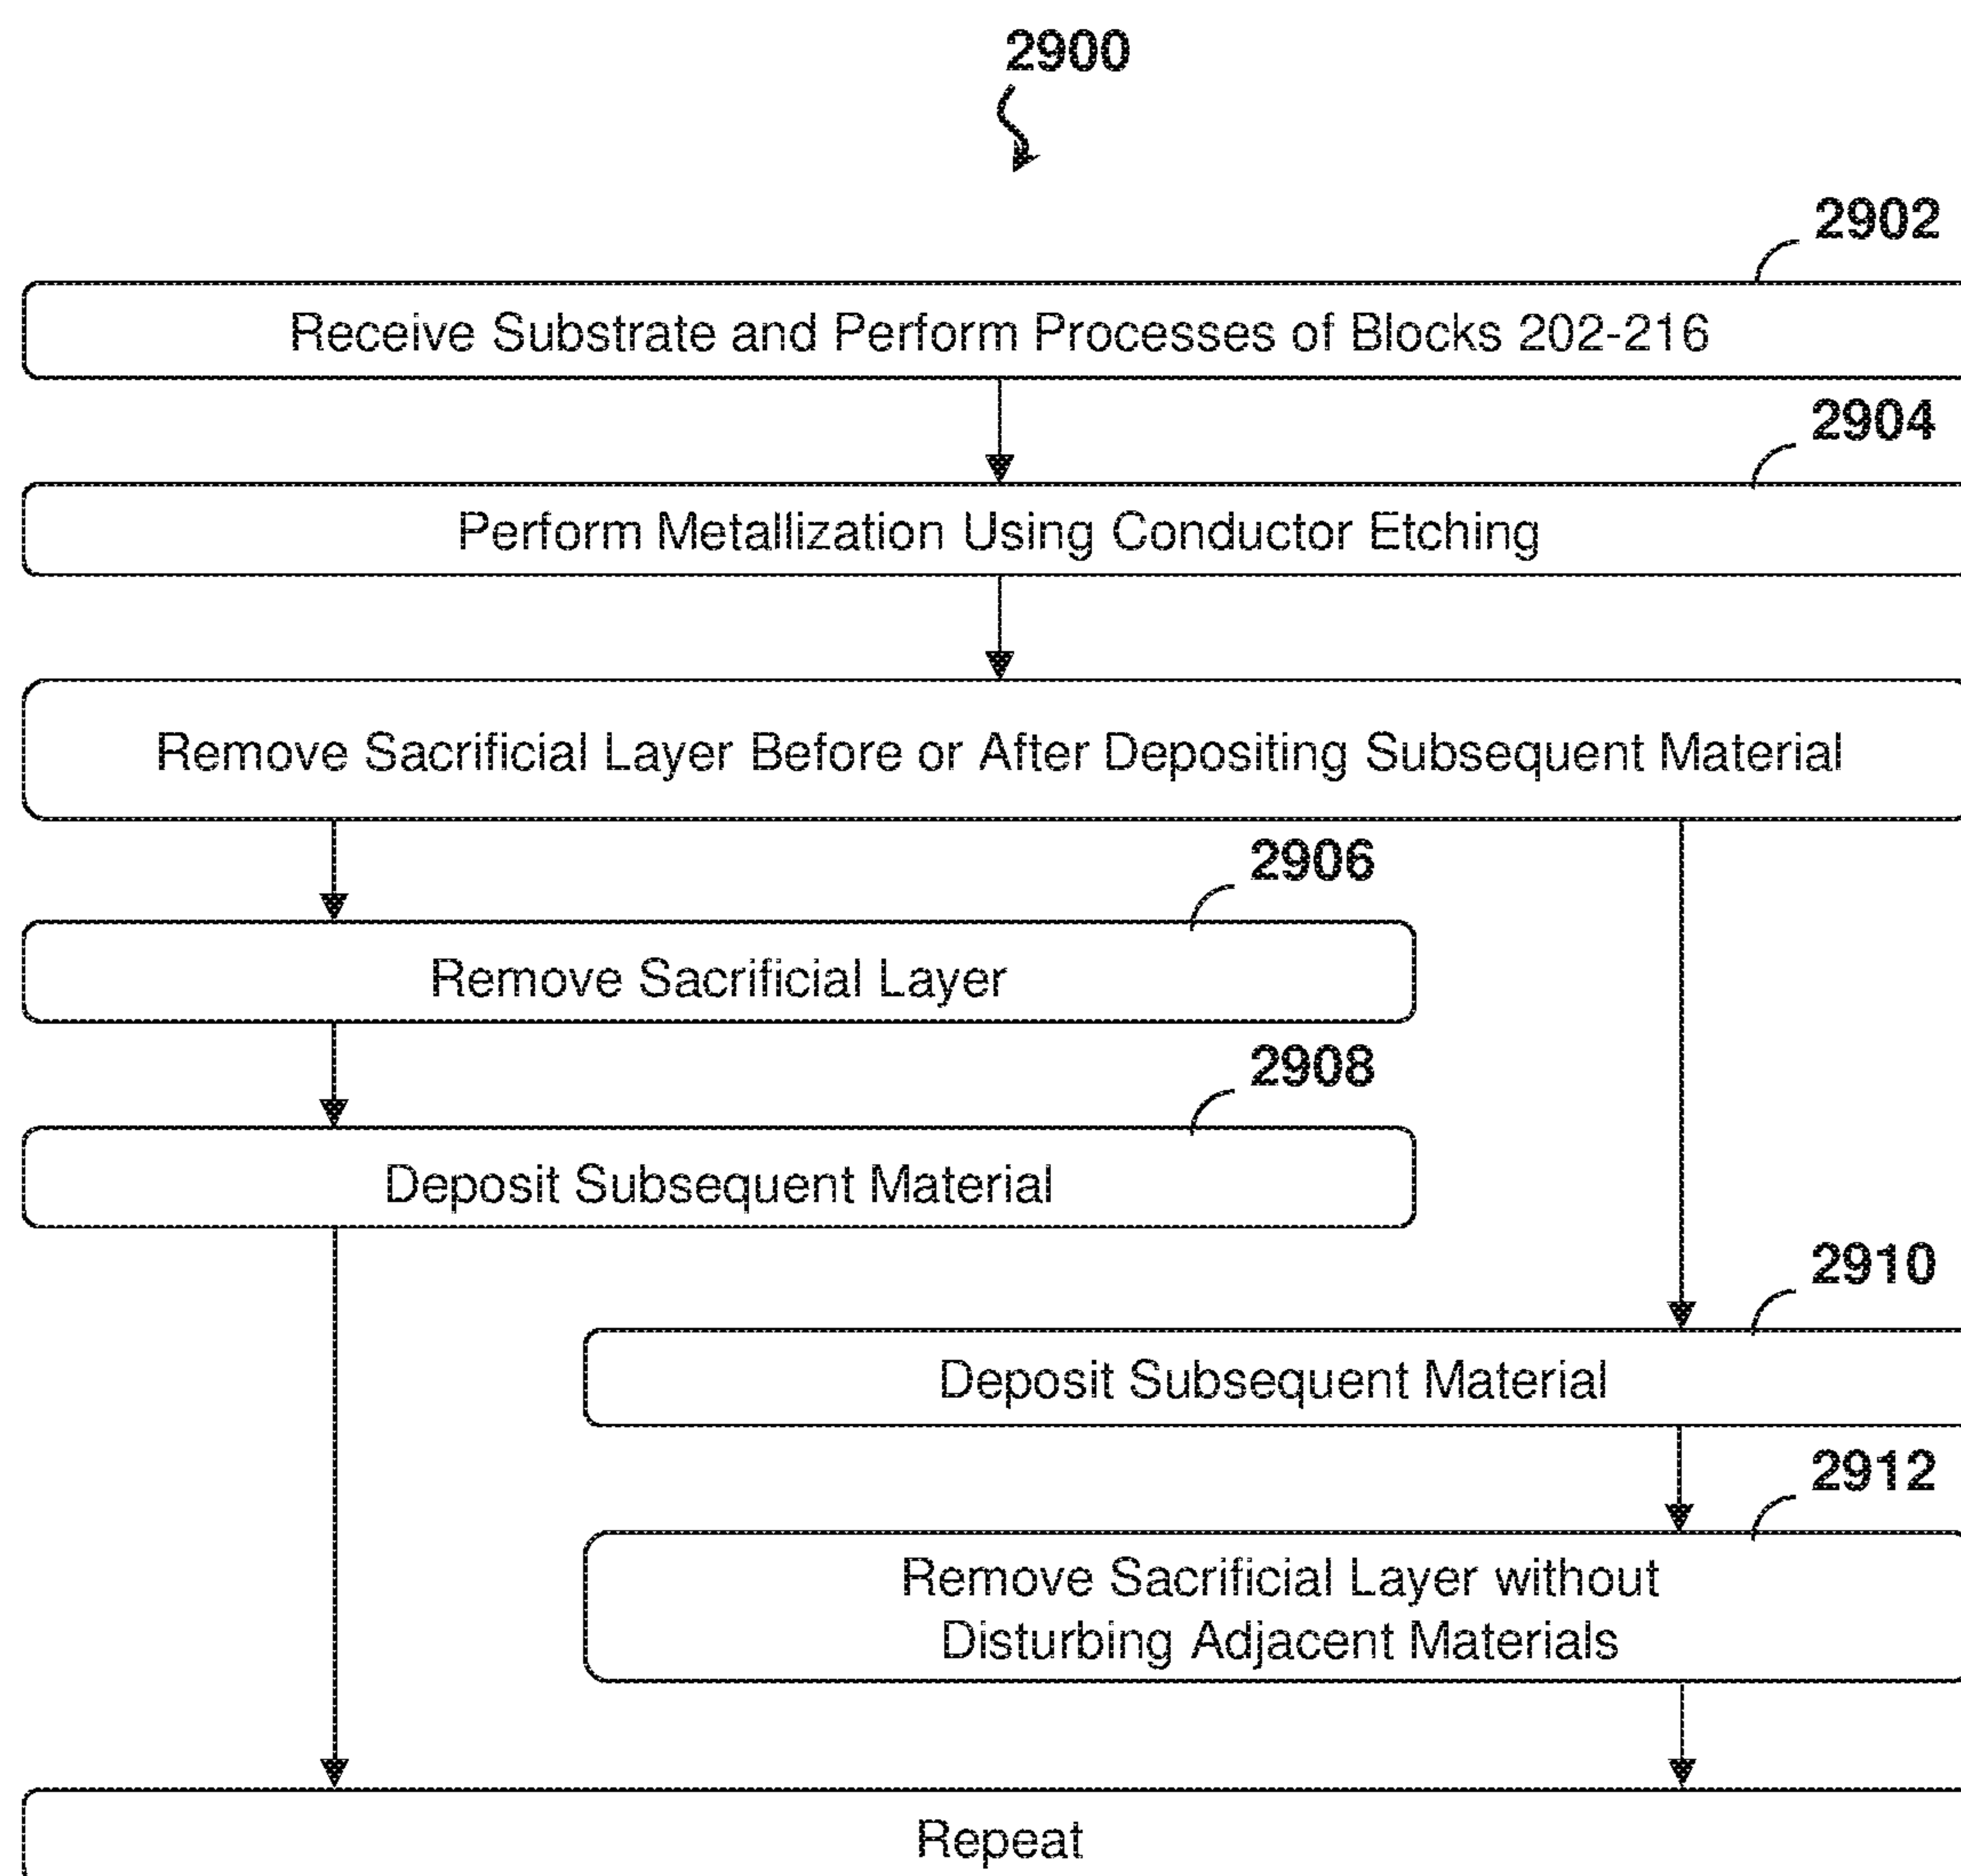 2900
2902
Receive Substrate and Perform Processes of Blocks 202-216
2904
Perform Metallization Using Conductor Etching
Remove Sacrificial Layer Before or After Depositing Subsequent Material
2906
Remove Sacrificial Layer
2908
Deposit Subsequent Material
2910
Deposit Subsequent Material
2912
Remove Sacrificial Layer without
Disturbing Adjacent Materials
Repeat